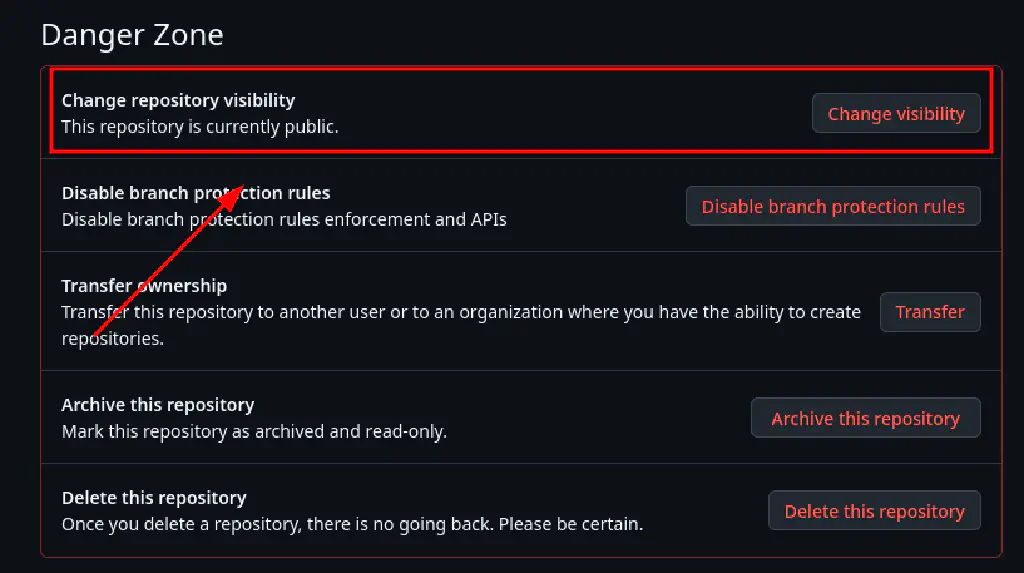 Danger Zone
Change repository visibility
This repository is currently public.
Change visibility
Disable branch protection rules
Disable branch protection rules enforcement and APIs
Disable branch protection rules
Transfer ownership
Transfer this repository to another user or to an organization where you have the ability to create
repositories.
Transfer
Archive this repository
Mark this repository as archived and read-only.
Archive this repository
Delete this repository
Once you delete a repository, there is no going back. Please be certain.
Delete this repository